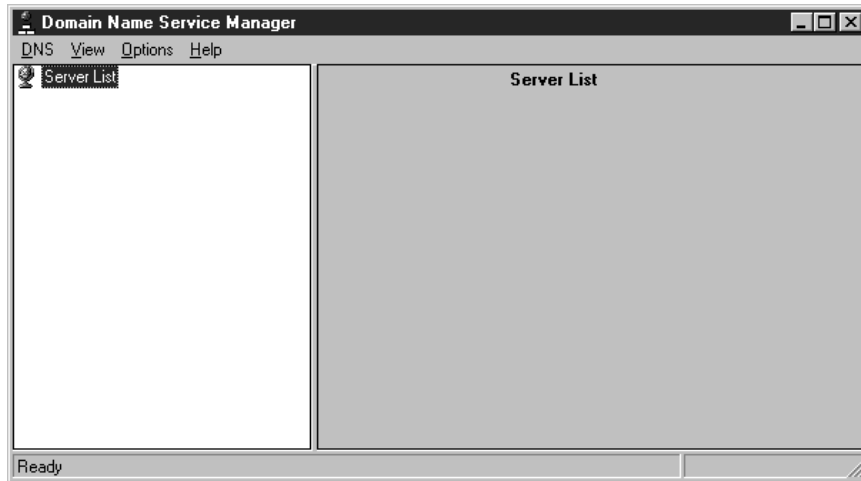 Domain Name Service Manager
DNS View Options Help
Server List
Server List
Ready